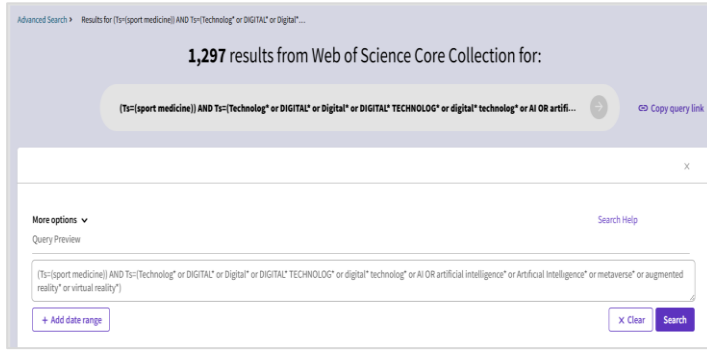 Advanced Search > Results for (Ts=(sport medicine)) AND Ts=(Technolog* or DIGITAL* or Digital*...
1,297 results from Web of Science Core Collection for:
(Ts=(sport medicine)) AND Ts=(Technolog* or DIGITAL* or Digital* or DIGITAL* TECHNOLOG* or digital* technolog* or AI OR artifi...
Copy query link
X
More options
Search Help
Query Preview
(Ts=(sport medicine)) AND Ts=(Technolog* or DIGITAL* or Digital* or DIGITAL* TECHNOLOG* or digital* technolog* or AI OR artificial intelligence* or Artificial Intelligence* or metaverse* or augmented
reality* or virtual reality*)
+ Add date range
X Clear
Search